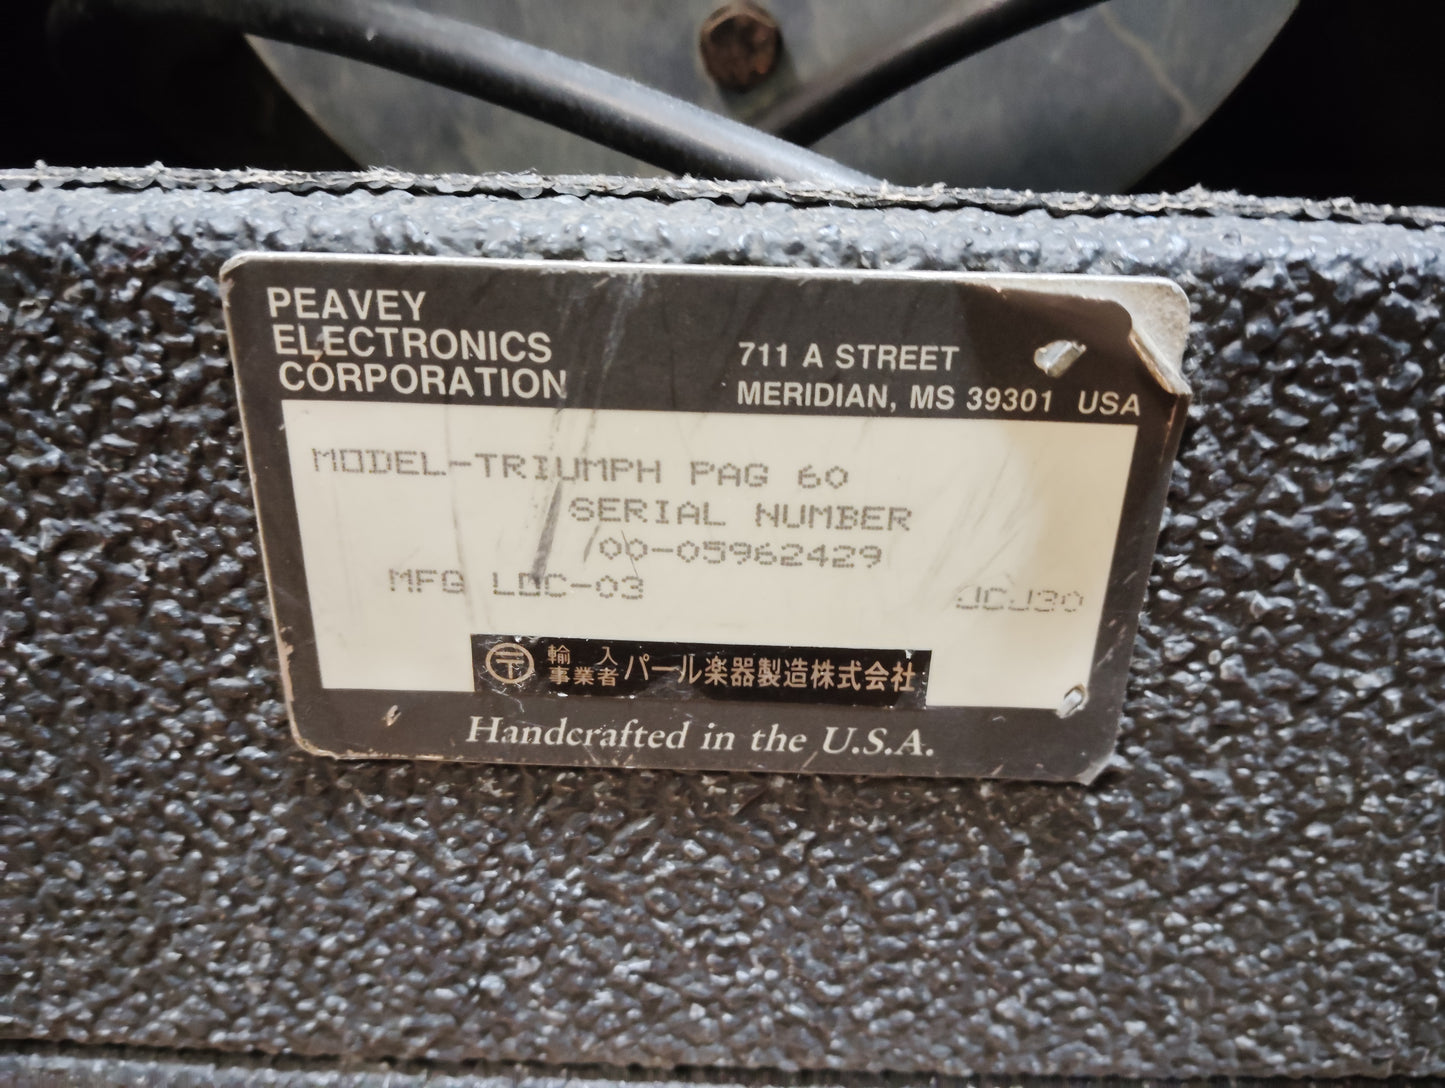 PEAVEY
ELECTRONICS
CORPORATION
711 A STREET
MERIDIAN, MS 39301 USA
MODEL-TRIUMPH PAG 60
SERIAL NUMBER
00-05962429
MFG LOC-03
JCJ30
〒 輸入
事業者 パール楽器製造株式会社
Handcrafted in the U.S.A.